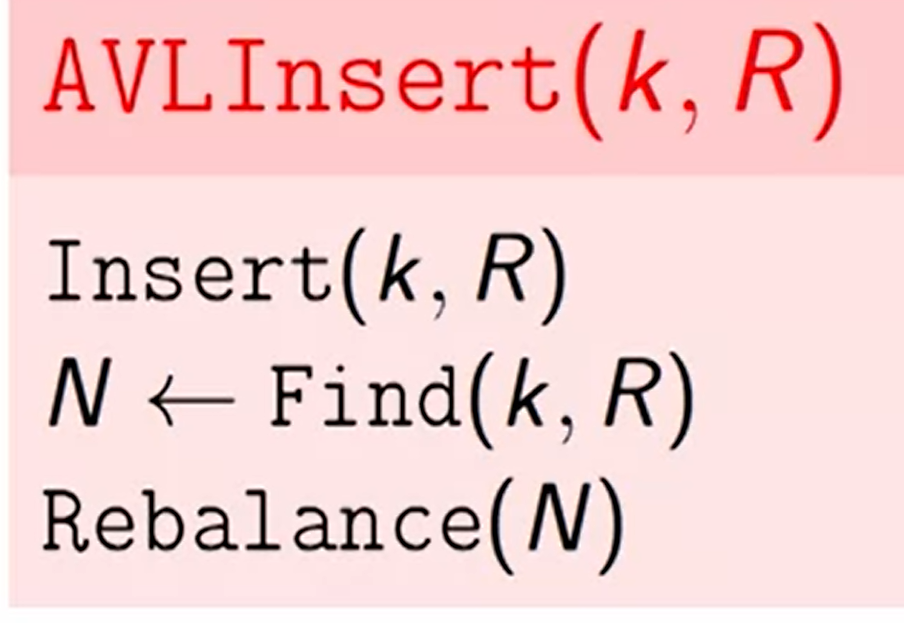 AVLInsert(k, R)
Insert(k, R)
N ← Find(k, R)
Rebalance(N)